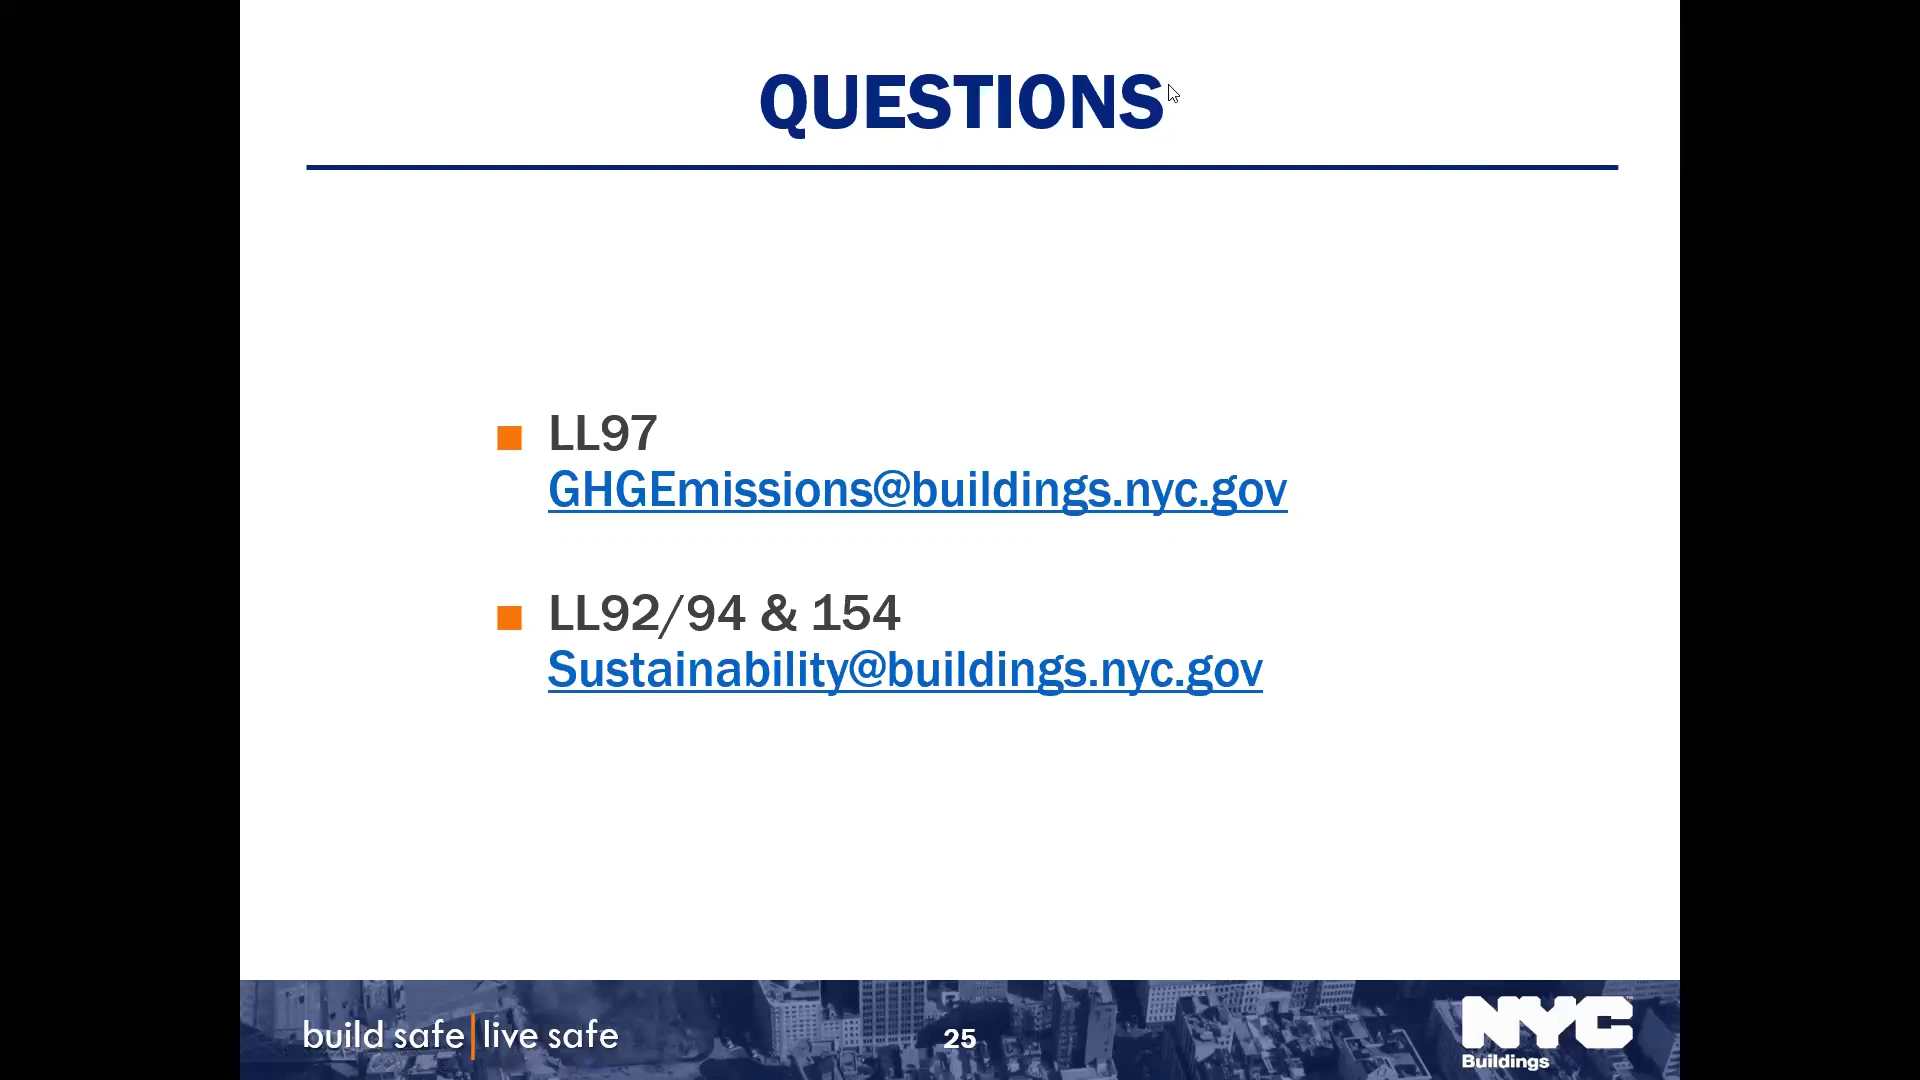 QUESTIONS
LL97
GHGEmissions@buildings.nyc.gov
LL92/94 & 154
Sustainability@buildings.nyc.gov
build safe|live safe
25
NYC™
Buildings